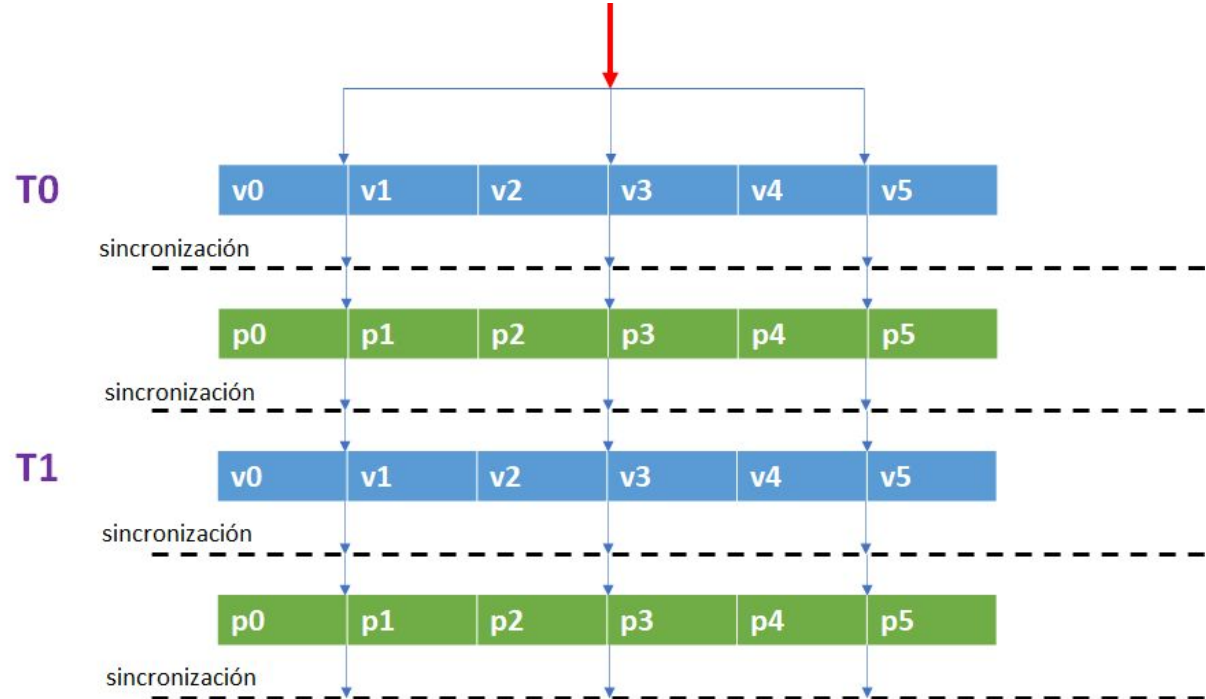 T0 v0 v1 v2 v3 v4 v5
sincronización
p0 p1 p2 p3 p4 p5
sincronización
T1 v0 v1 v2 v3 v4 v5
sincronización
p0 p1 p2 p3 p4 p5
sincronización